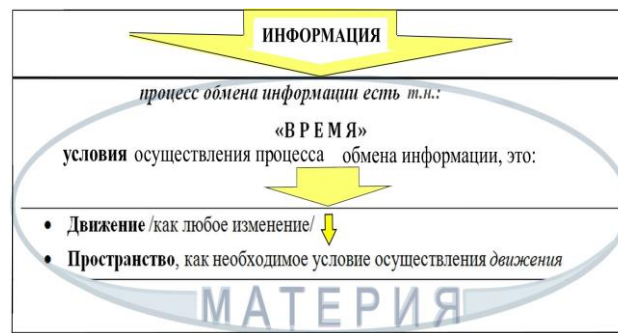 ИНФОРМАЦИЯ
процесс обмена информации есть т.н.:
«В Р Е М Я»
условия осуществления процесса обмена информации, это:
• Движение /как любое изменение/
• Пространство, как необходимое условие осуществления движения
МАТЕРИЯ